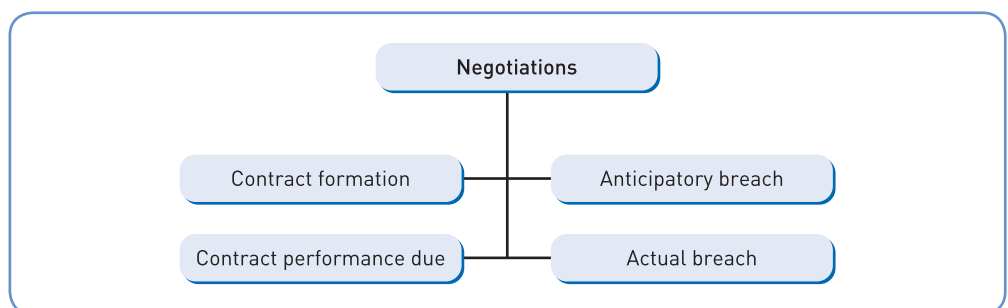 Negotiations
Contract formation
Anticipatory breach
Contract performance due
Actual breach